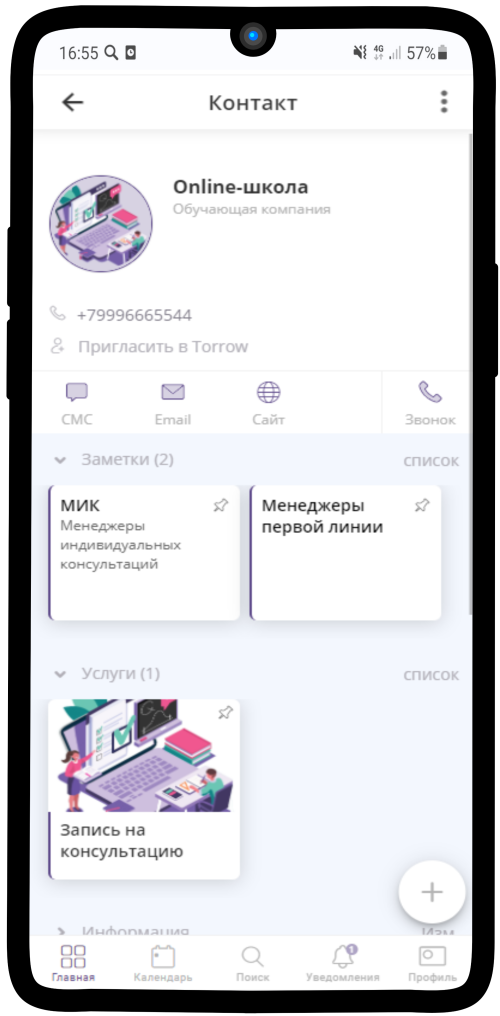 16:55 4G 57%
Контакт
Online-школа
Обучающая компания
+79996665544
Пригласить в Torrow
СМС Email Сайт Звонок
Заметки (2) список
МИК
Менеджеры
индивидуальных
консультаций
Менеджеры
первой линии
Услуги (1) список
Запись на
консультацию
Информация Изм
1
Главная Календарь Поиск Уведомления Профиль